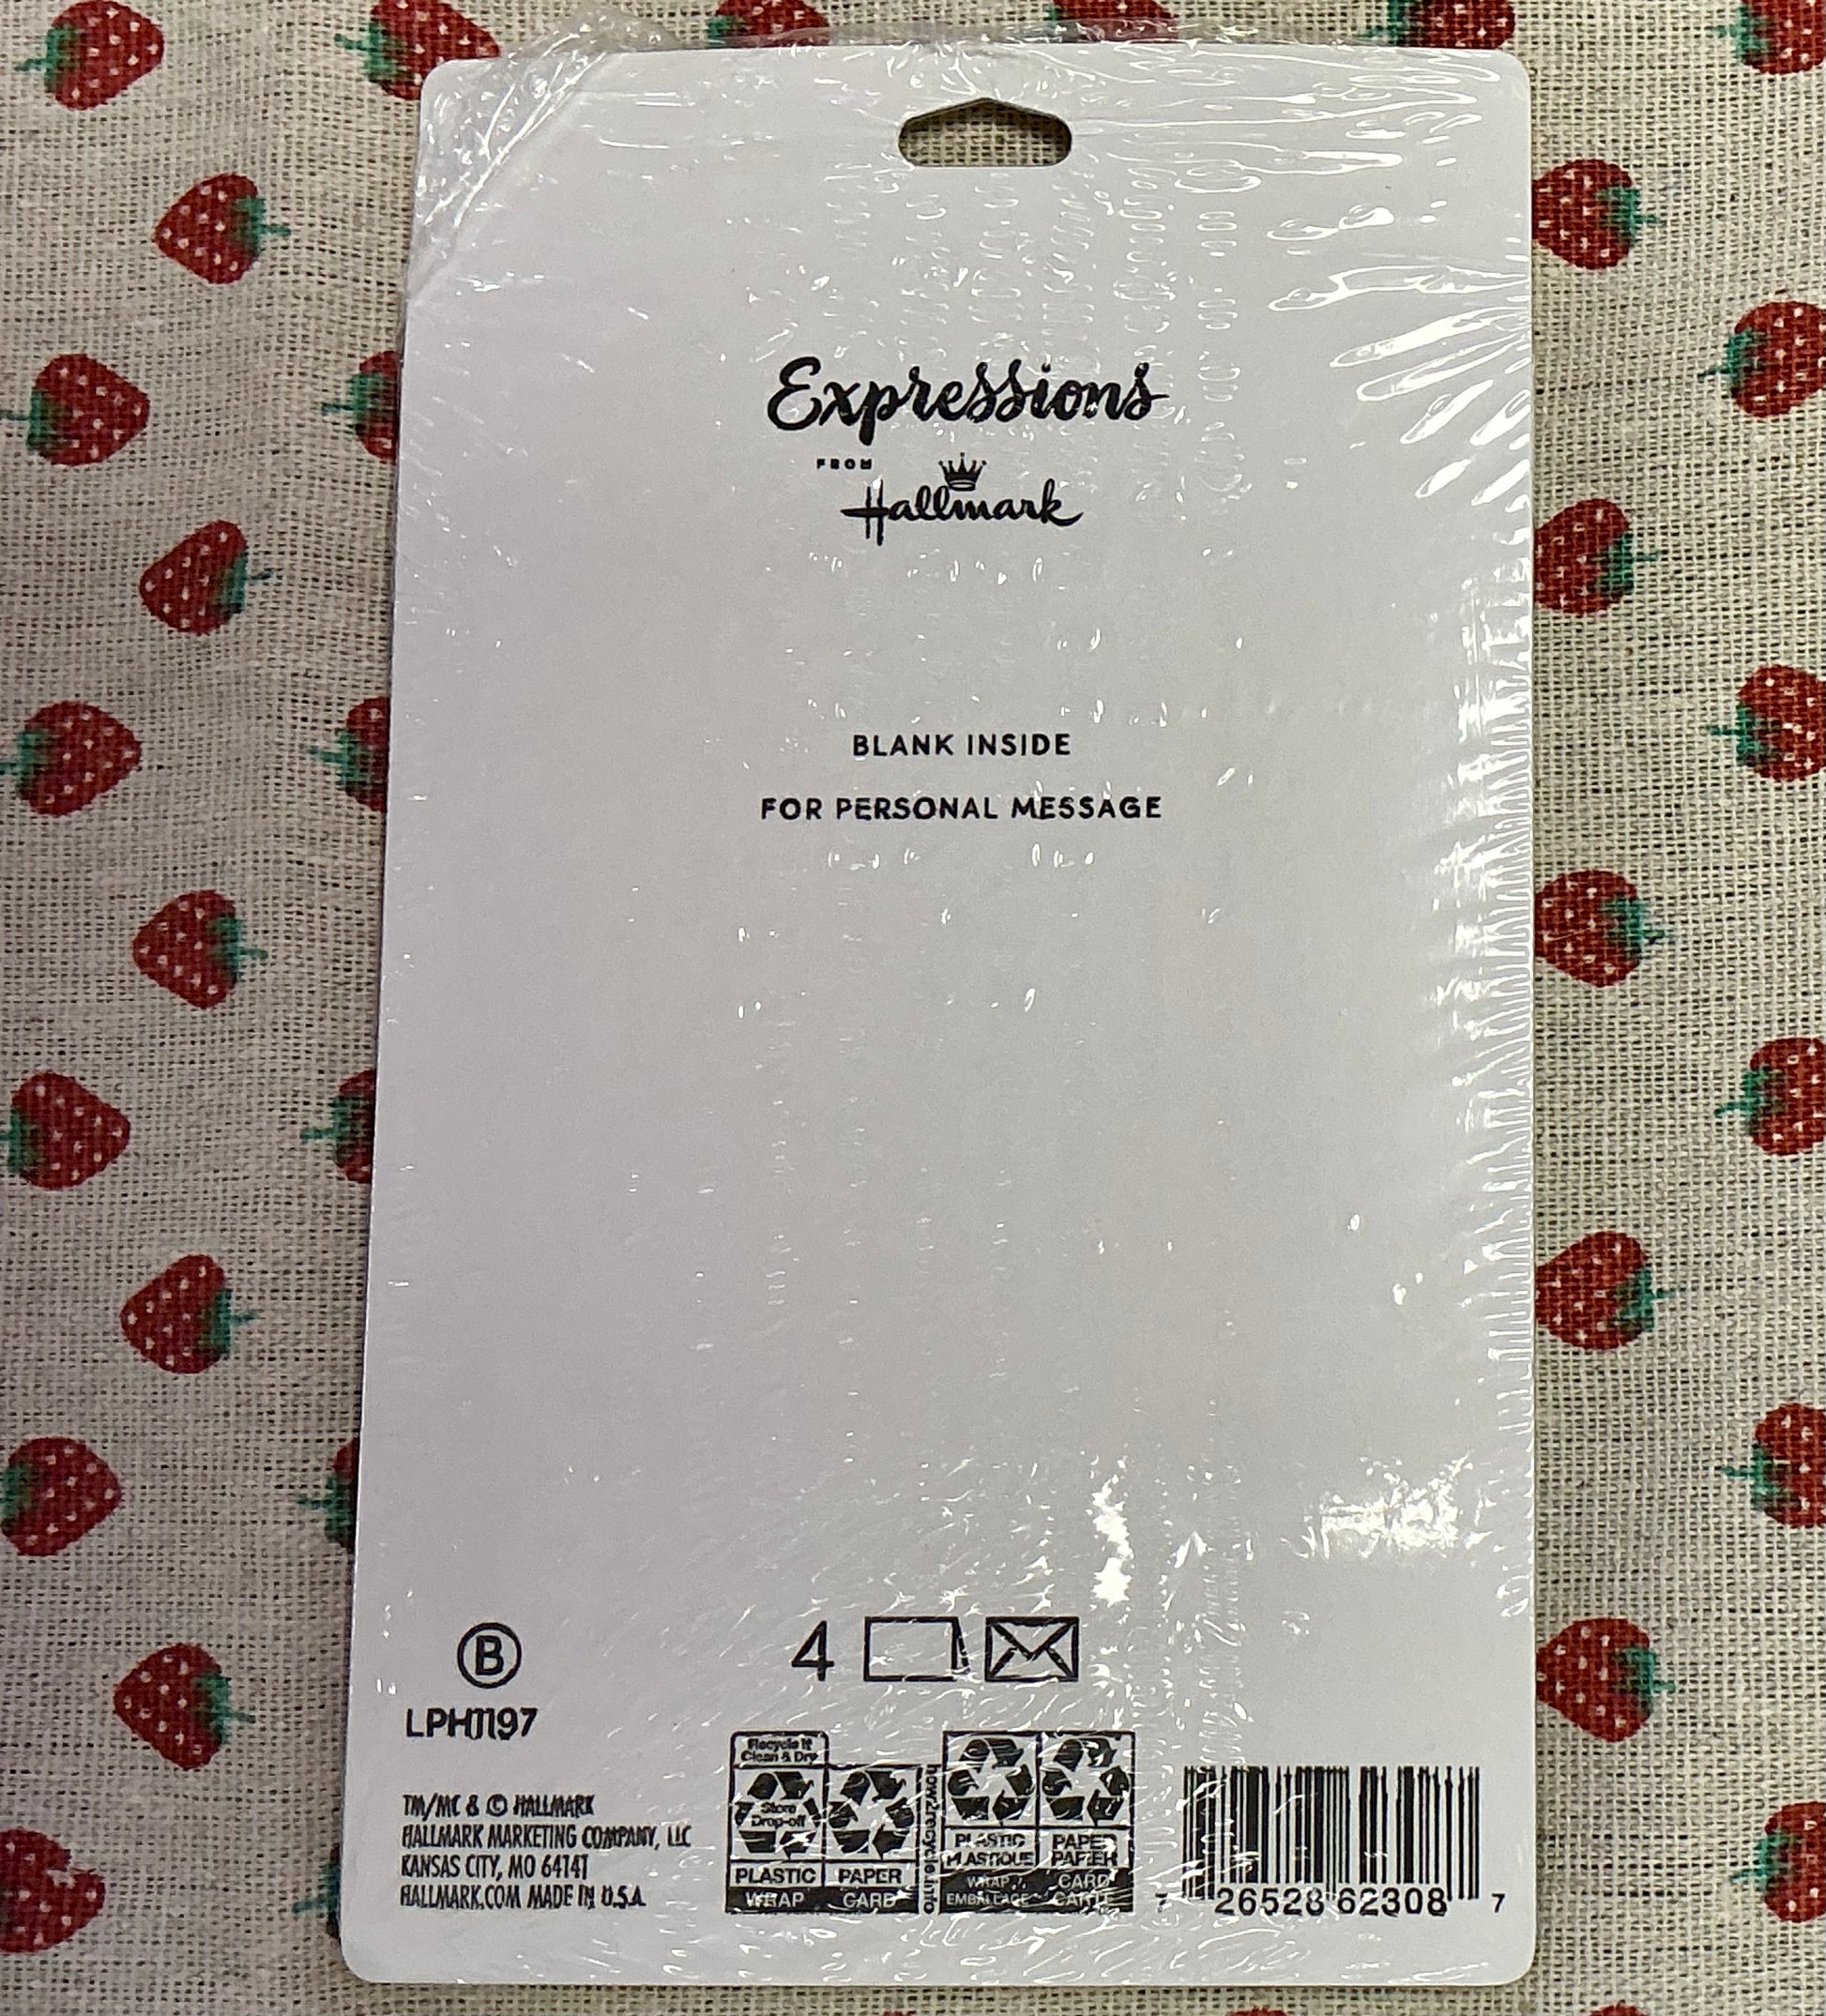 Expressions
FROM
Hallmark
BLANK INSIDE
FOR PERSONAL MESSAGE
B
4
LPH1197
TM/MC & © HALLMARK
HALLMARK MARKETING COMPANY, LLC
KANSAS CITY, MO 64141
HALLMARK.COM MADE IN U.S.A.
Recycle It
Clean & Dry
Store
Drop-off
PLASTIC
WRAP
PAPER
CARD
how2recycle.info
PLASTIC
PLASTIQUE
WRAP /
EMBALLAGE
PAPER
PAPIER
CARD
CARTE
7 26528 62308 7